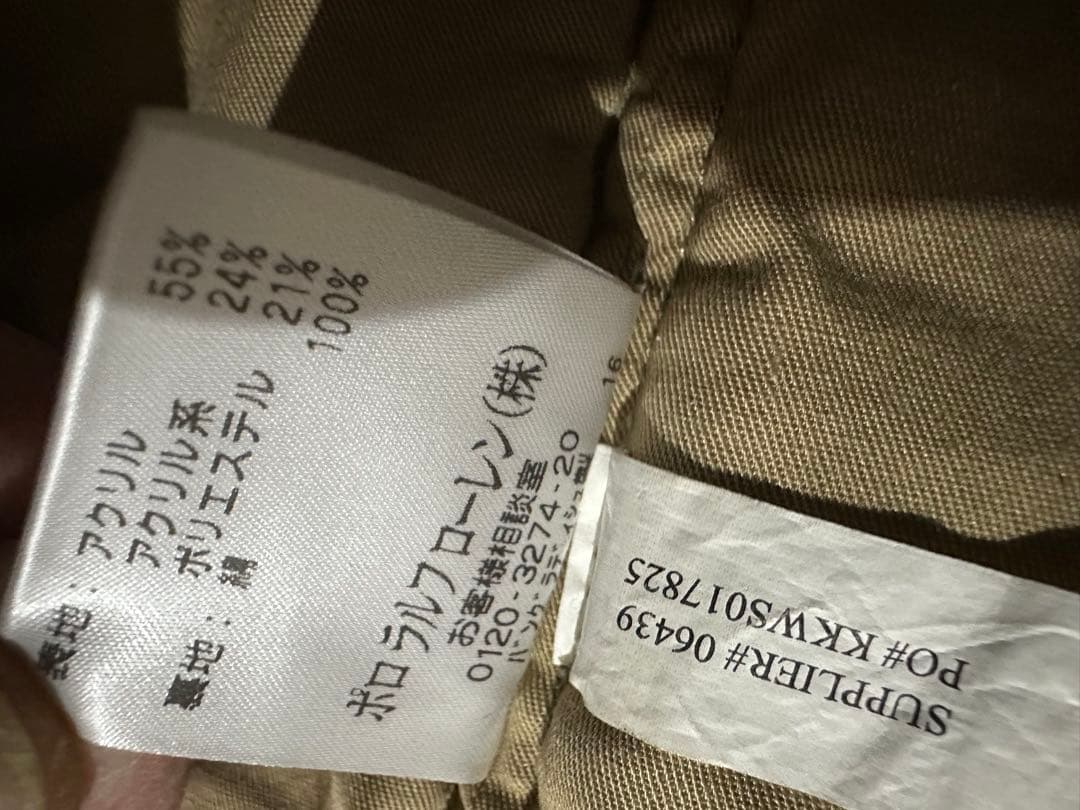 表地: アクリル 55%
アクリル系 24%
ポリエステル 21%
裏地: 綿 100%
ポロ ラルフ ローレン(株)
お客様相談室
0120-3274-20
16
SUPPLIER# 06439
PO# KKWS017825